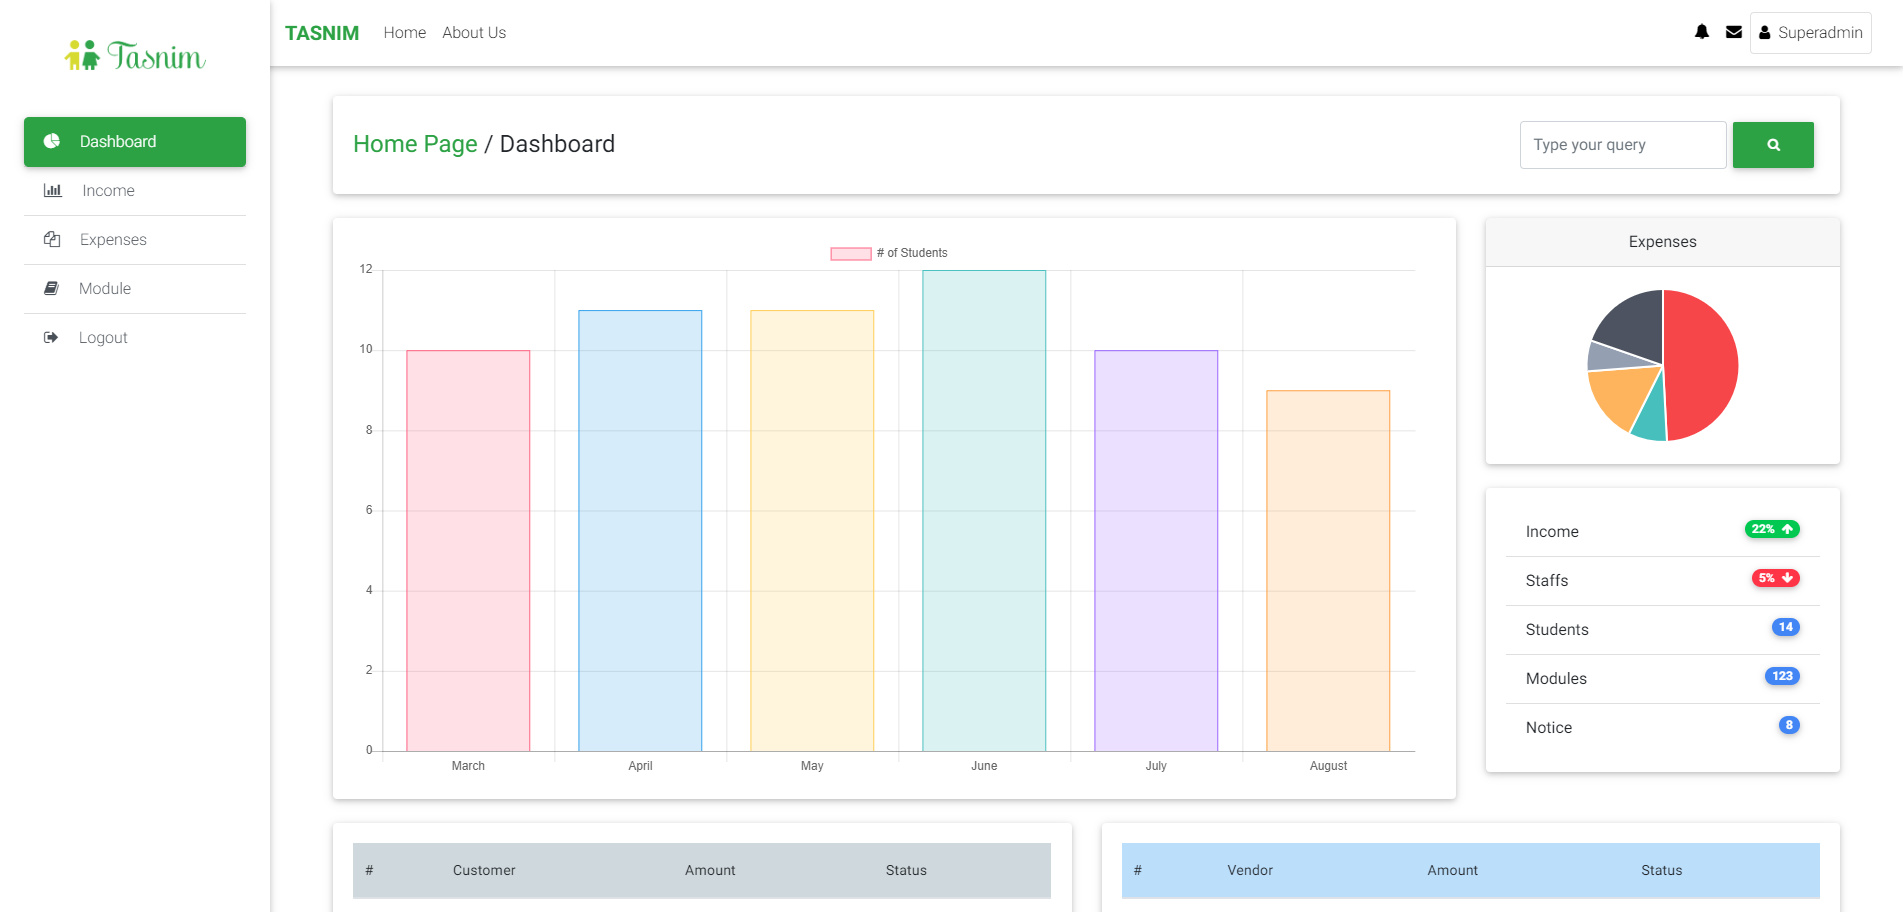 Tasnim
Dashboard
Income
Expenses
Module
Logout
TASNIM Home About Us Superadmin
Home Page / Dashboard
Type your query
# of Students
12
10
8
6
4
2
0
March April May June July August
Expenses
Income 22%
Staffs 5%
Students 14
Modules 123
Notice 8
# Customer Amount Status
# Vendor Amount Status